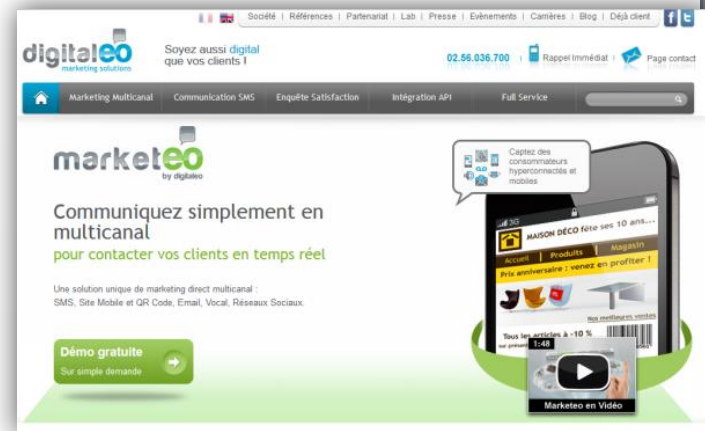 Société | Références | Partenariat | Lab | Presse | Evènements | Carrières | Blog | Déjà client
digitaleo
marketing solutions
Soyez aussi digital
que vos clients !
02.56.036.700 | Rappel Immédiat | Page contact
Marketing Multicanal Communication SMS Enquête Satisfaction Intégration API Full Service
marketeo
by digitaleo
Captez des
consommateurs
hyperconnectés et
mobiles
Communiquez simplement en
multicanal
pour contacter vos clients en temps réel
Une solution unique de marketing direct multicanal :
SMS, Site Mobile et QR Code, Email, Vocal, Réseaux Sociaux.
Démo gratuite
Sur simple demande
3G
MAISON DÉCO fête ses 10 ans...
Accueil Produits Magasin
Prix anniversaire : venez en profiter !
Nos meilleures ventes
Tous les articles à -10 %
1:48
Marketeo en Vidéo